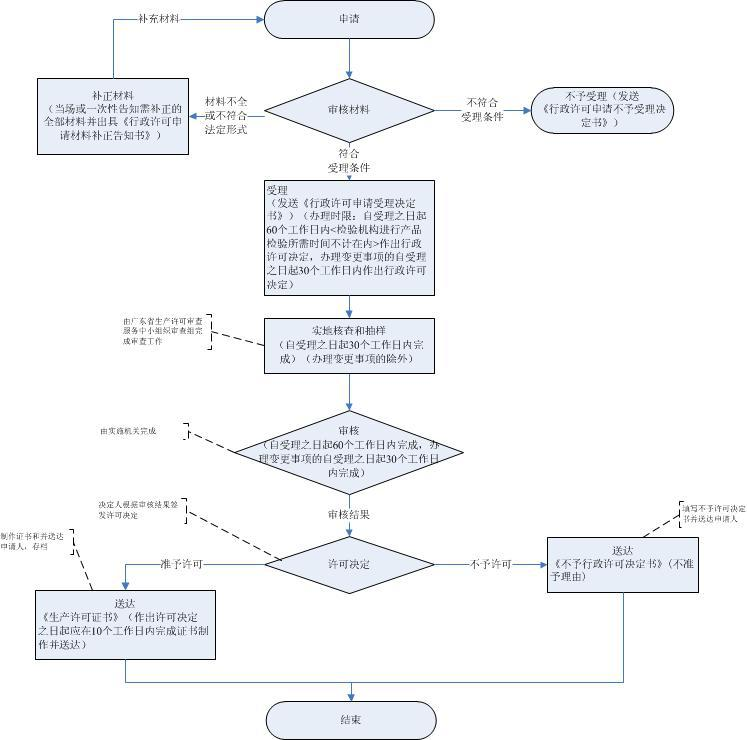 补充材料
申请
补正材料
（当场或一次性告知需补正的
全部材料并出具《行政许可申
请材料补正告知书》）
材料不全
或不符合
法定形式
审核材料
不符合
受理条件
不予受理（发送
《行政许可申请不予受理决
定书》）
符合
受理条件
受理
（发送《行政许可申请受理决定
书》）（办理时限：自受理之日起
60个工作日内<检验机构进行产品
检验所需时间不计在内>作出行政
许可决定，办理变更事项的自受理
之日起30个工作日内作出行政许可
决定）
由广东省生产许可审查
服务中小组织审查组完
成审查工作
实地核查和抽样
（自受理之日起30个工作日内完
成）（办理变更事项的除外）
由实施机关完成
审核
（自受理之日起60个工作日内完成，办
理变更事项的自受理之日起30个工作日
内完成）
决定人根据审核结果签
发许可决定
审核结果
填写不予许可决定
书并送达申请人
制作证书和并送达
申请人，存档
准予许可
许可决定
不予许可
送达
《不予行政许可决定书》(不准
予理由)
送达
《生产许可证书》（作出许可决定
之日起应在10个工作日内完成证书制
作并送达）
结束